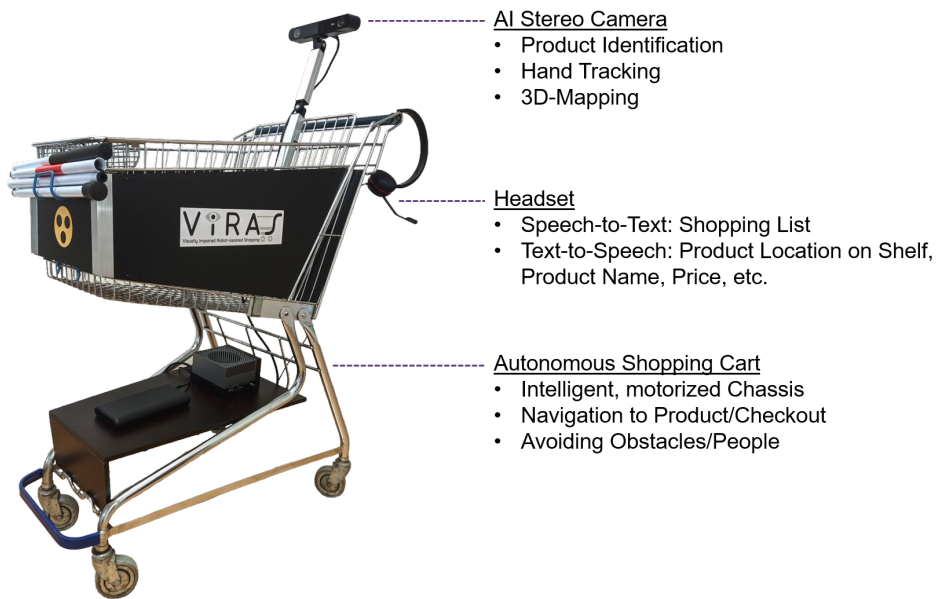 AI Stereo Camera
• Product Identification
• Hand Tracking
• 3D-Mapping
ViRAS
Visually Impaired Robot-Assisted Shopping
Headset
• Speech-to-Text: Shopping List
• Text-to-Speech: Product Location on Shelf,
Product Name, Price, etc.
Autonomous Shopping Cart
• Intelligent, motorized Chassis
• Navigation to Product/Checkout
• Avoiding Obstacles/People